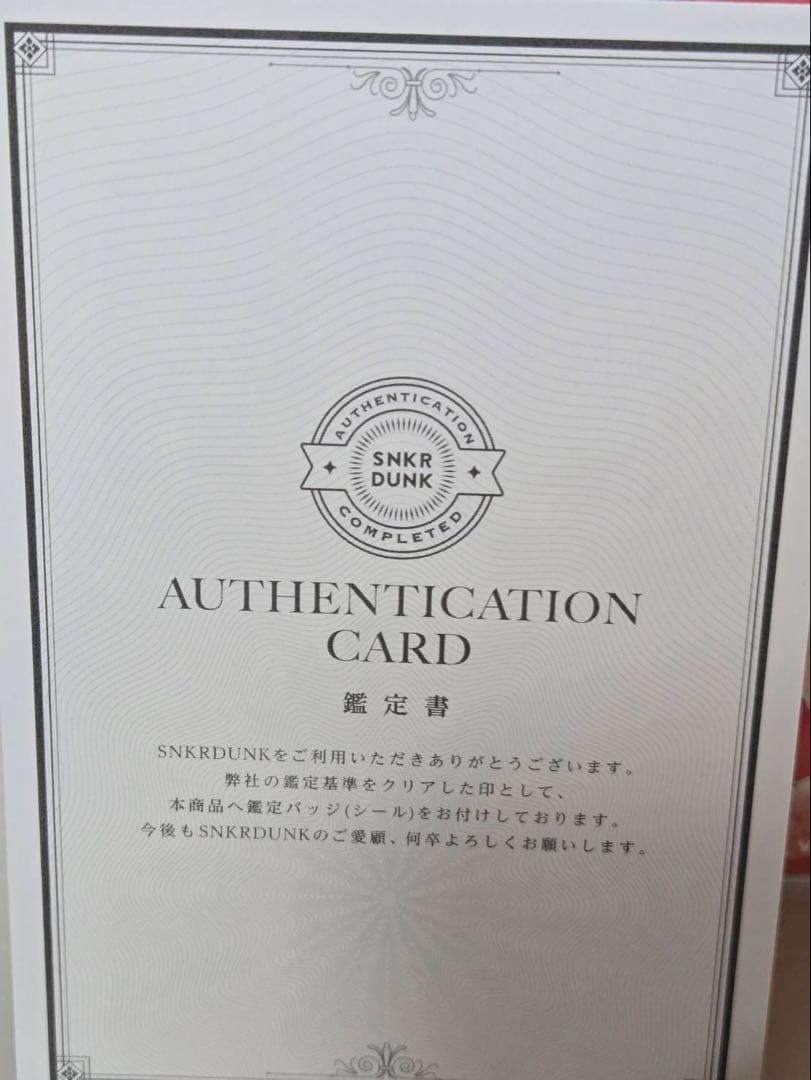 AUTHENTICATION
SNKR
DUNK
COMPLETED
AUTHENTICATION
CARD
鑑定書
SNKRDUNKをご利用いただきありがとうございます。
弊社の鑑定基準をクリアした印として、
本商品へ鑑定バッジ(シール)をお付けしております。
今後もSNKRDUNKのご愛顧、何卒よろしくお願いします。